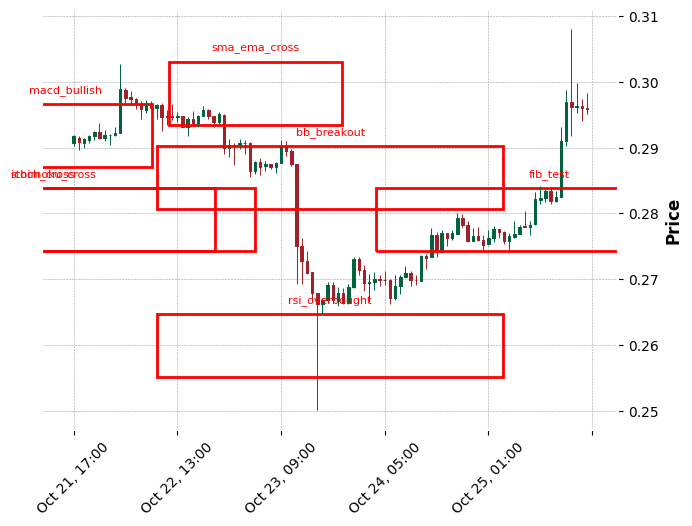 0.31
sma_ema_cross
0.30
macd_bullish
bb_breakout
0.29
fib_test
0.28
Price
0.27
rsi_overbought
0.26
0.25
Oct 21, 17:00
Oct 22, 13:00
Oct 23, 09:00
Oct 24, 05:00
Oct 25, 01:00